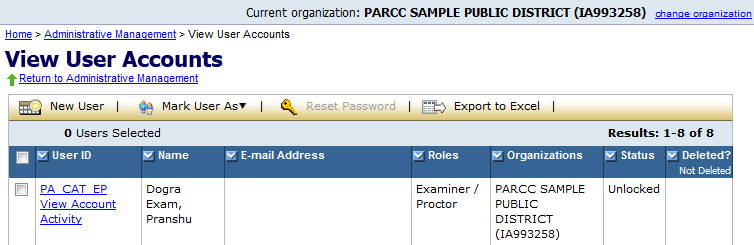 Current organization: PARCC SAMPLE PUBLIC DISTRICT (IA993258) change organization
Home > Administrative Management > View User Accounts
View User Accounts
Return to Administrative Management
New User | Mark User As▼ | Reset Password | Export to Excel |
0 Users Selected Results: 1-8 of 8
User ID Name E-mail Address Roles Organizations Status Deleted?
Not Deleted
PA_CAT_EP Dogra Examiner / PARCC SAMPLE Unlocked
View Account Exam, Proctor PUBLIC
Activity Pranshu DISTRICT
(IA993258)